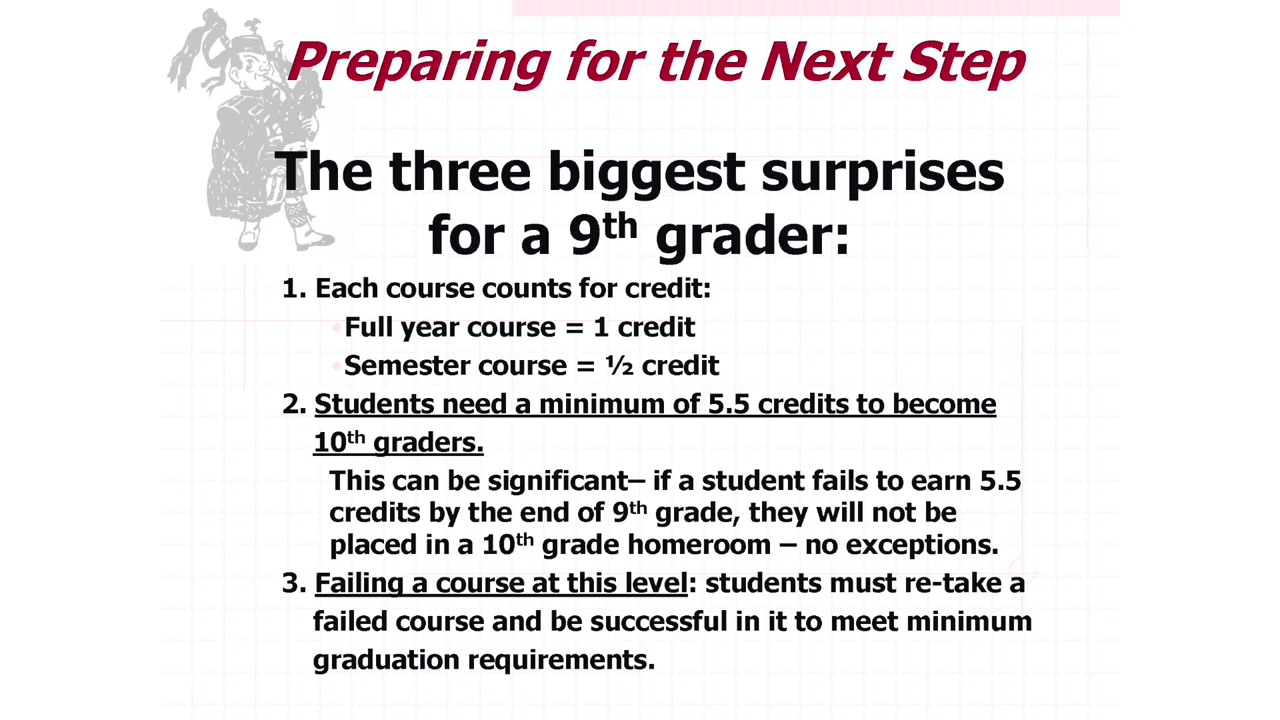 Preparing for the Next Step
The three biggest surprises
for a 9th grader:
1. Each course counts for credit:
Full year course = 1 credit
Semester course = ½ credit
2. Students need a minimum of 5.5 credits to become
10th graders.
This can be significant– if a student fails to earn 5.5
credits by the end of 9th grade, they will not be
placed in a 10th grade homeroom – no exceptions.
3. Failing a course at this level: students must re-take a
failed course and be successful in it to meet minimum
graduation requirements.